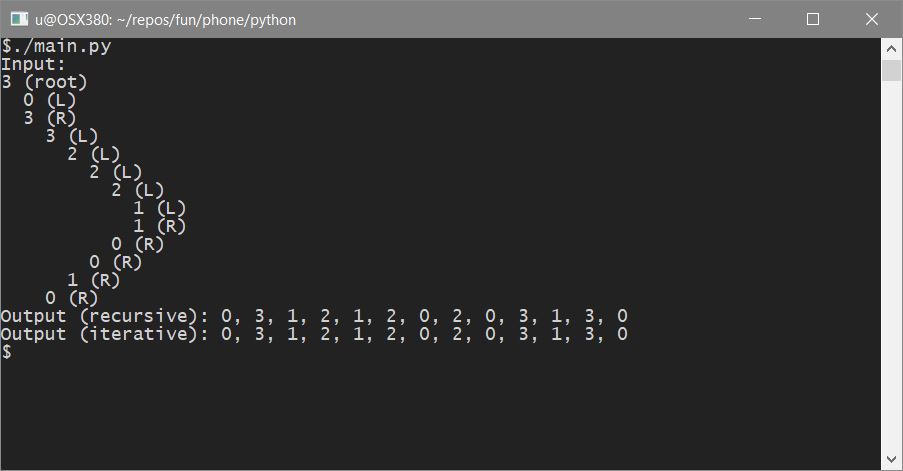 u@OSX380: ~/repos/fun/phone/python
$./main.py
Input:
3 (root)
  0 (L)
  3 (R)
    3 (L)
      2 (L)
        2 (L)
          2 (L)
            1 (L)
            1 (R)
          0 (R)
        0 (R)
      1 (R)
    0 (R)
Output (recursive): 0, 3, 1, 2, 1, 2, 0, 2, 0, 3, 1, 3, 0
Output (iterative): 0, 3, 1, 2, 1, 2, 0, 2, 0, 3, 1, 3, 0
$